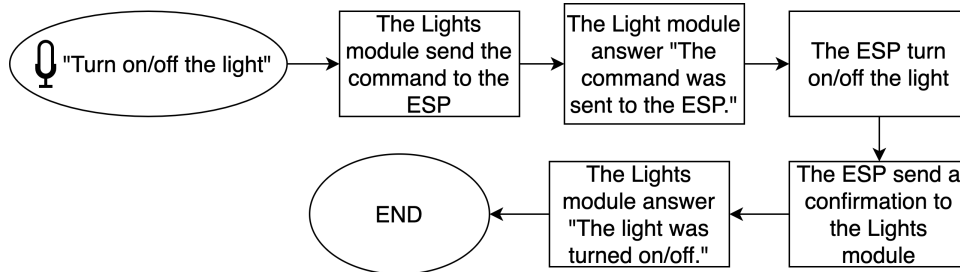 "Turn on/off the light"
The Lights
module send the
command to the
ESP
The Light module
answer "The
command was
sent to the ESP."
The ESP turn
on/off the light
The ESP send a
confirmation to
the Lights
module
The Lights
module answer
"The light was
turned on/off."
END